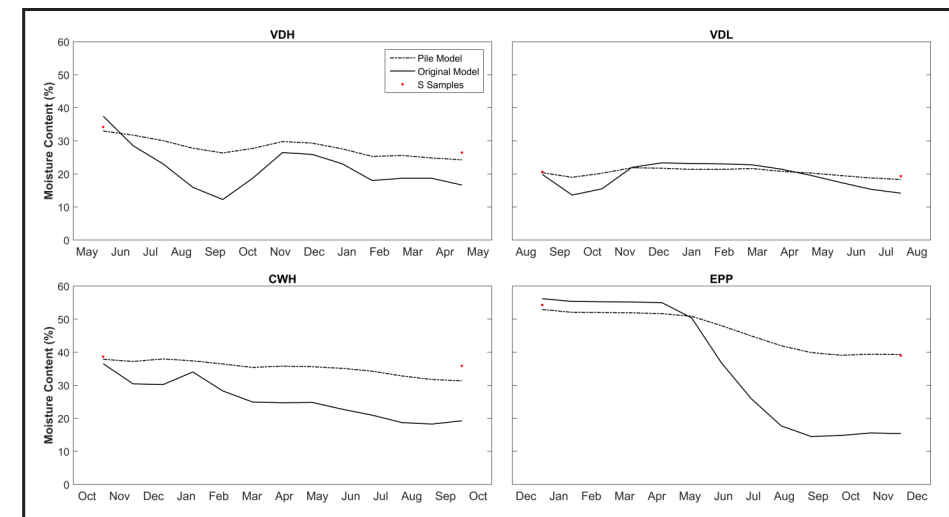 VDH
60
50
40
30
20
10
0
Moisture Content (%)
Pile Model
Original Model
S Samples
May Jun Jul Aug Sep Oct Nov Dec Jan Feb Mar Apr May
VDL
Aug Sep Oct Nov Dec Jan Feb Mar Apr May Jun Jul Aug
CWH
60
50
40
30
20
10
0
Moisture Content (%)
Oct Nov Dec Jan Feb Mar Apr May Jun Jul Aug Sep Oct
EPP
Dec Jan Feb Mar Apr May Jun Jul Aug Sep Oct Nov Dec